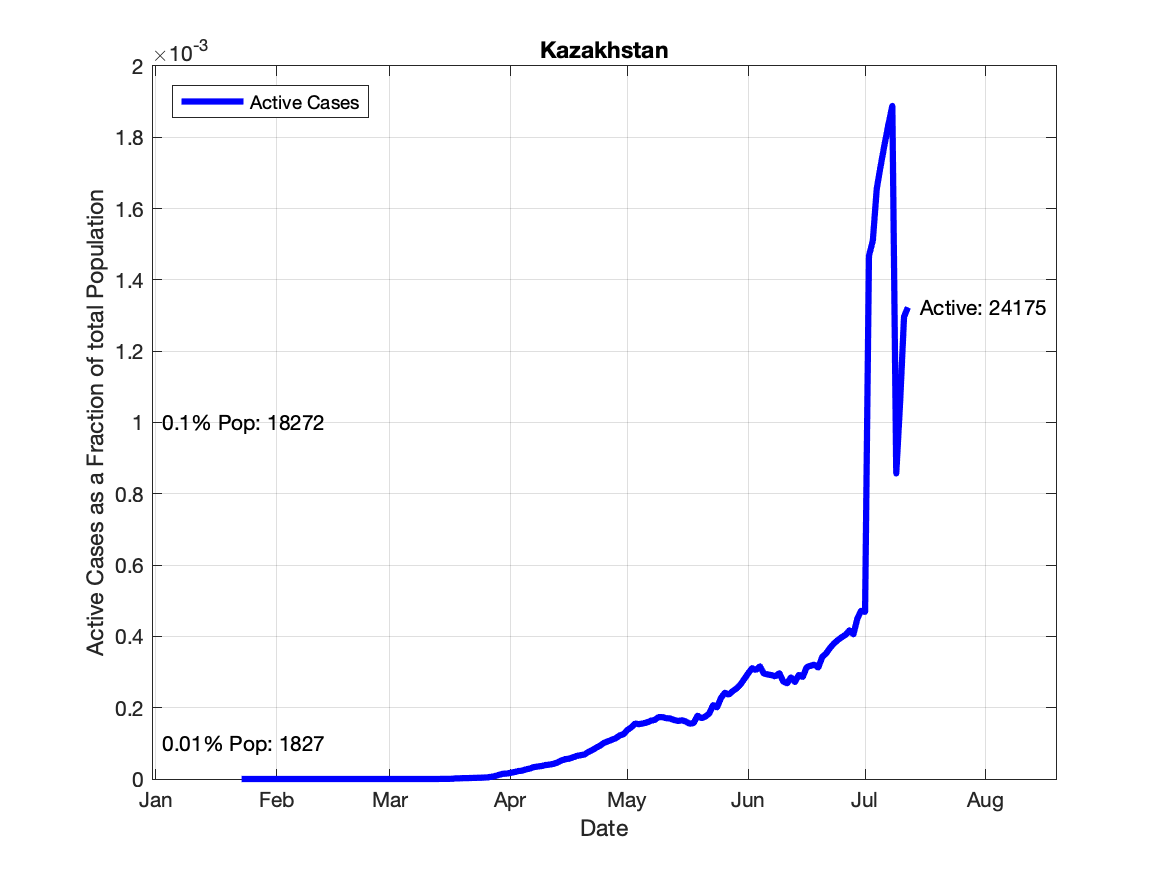 Kazakhstan
×10-3
Active Cases
2
1.8
1.6
1.4
1.2
1
0.8
0.6
0.4
0.2
0
Active Cases as a Fraction of total Population
Active: 24175
0.1% Pop: 18272
0.01% Pop: 1827
Jan Feb Mar Apr May Jun Jul Aug
Date